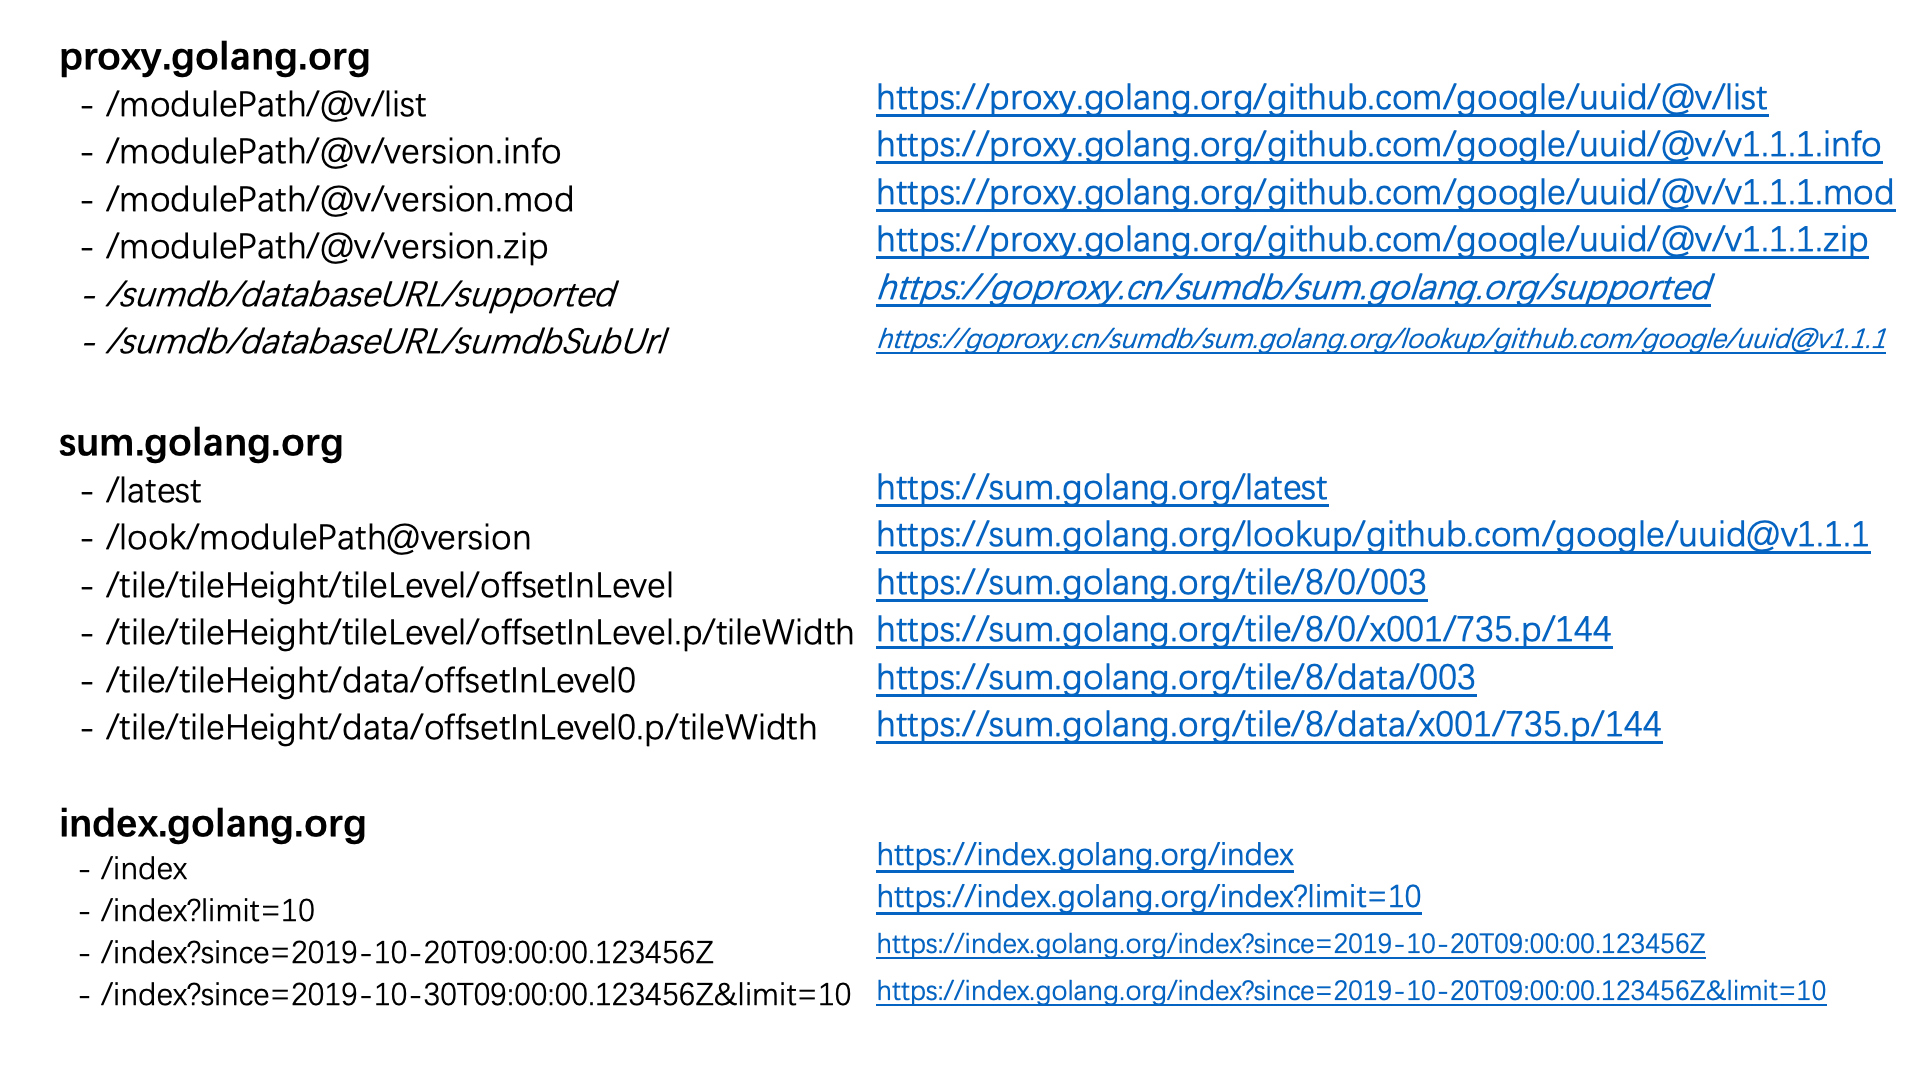 proxy.golang.org
- /modulePath/@v/list https://proxy.golang.org/github.com/google/uuid/@v/list
- /modulePath/@v/version.info https://proxy.golang.org/github.com/google/uuid/@v/v1.1.1.info
- /modulePath/@v/version.mod https://proxy.golang.org/github.com/google/uuid/@v/v1.1.1.mod
- /modulePath/@v/version.zip https://proxy.golang.org/github.com/google/uuid/@v/v1.1.1.zip
- /sumdb/databaseURL/supported https://goproxy.cn/sumdb/sum.golang.org/supported
- /sumdb/databaseURL/sumdbSubUrl https://goproxy.cn/sumdb/sum.golang.org/lookup/github.com/google/uuid@v1.1.1
sum.golang.org
- /latest https://sum.golang.org/latest
- /look/modulePath@version https://sum.golang.org/lookup/github.com/google/uuid@v1.1.1
- /tile/tileHeight/tileLevel/offsetInLevel https://sum.golang.org/tile/8/0/003
- /tile/tileHeight/tileLevel/offsetInLevel.p/tileWidth https://sum.golang.org/tile/8/0/x001/735.p/144
- /tile/tileHeight/data/offsetInLevel0 https://sum.golang.org/tile/8/data/003
- /tile/tileHeight/data/offsetInLevel0.p/tileWidth https://sum.golang.org/tile/8/data/x001/735.p/144
index.golang.org
- /index https://index.golang.org/index
- /index?limit=10 https://index.golang.org/index?limit=10
- /index?since=2019-10-20T09:00:00.123456Z https://index.golang.org/index?since=2019-10-20T09:00:00.123456Z
- /index?since=2019-10-30T09:00:00.123456Z&limit=10 https://index.golang.org/index?since=2019-10-20T09:00:00.123456Z&limit=10